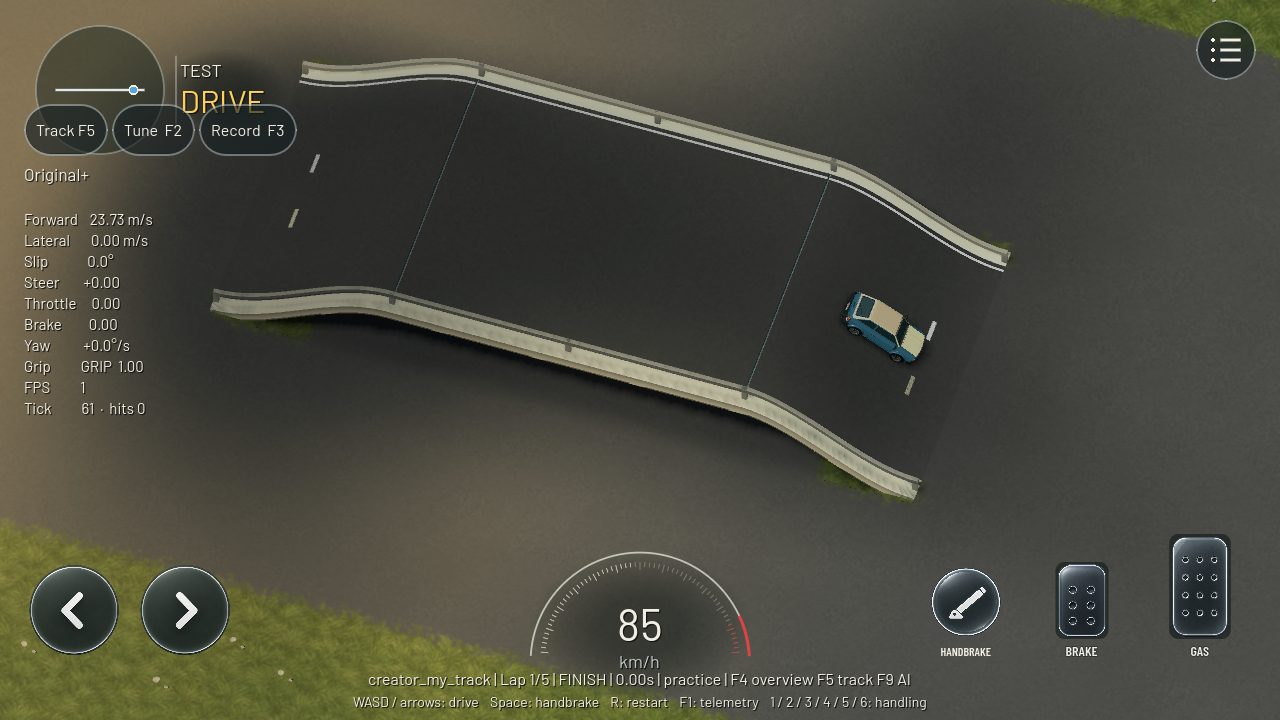 TEST
DRIVE
Track F5
Tune F2
Record F3
Original+
Forward 23.73 m/s
Lateral 0.00 m/s
Slip 0.0°
Steer +0.00
Throttle 0.00
Brake 0.00
Yaw +0.0°/s
Grip GRIP 1.00
FPS 1
Tick 61 · hits 0
85
km/h
HANDBRAKE
BRAKE
GAS
creator_my_track | Lap 1/5 | FINISH | 0.00s | practice | F4 overview F5 track F9 AI
WASD / arrows: drive Space: handbrake R: restart F1: telemetry 1 / 2 / 3 / 4 / 5 / 6: handling